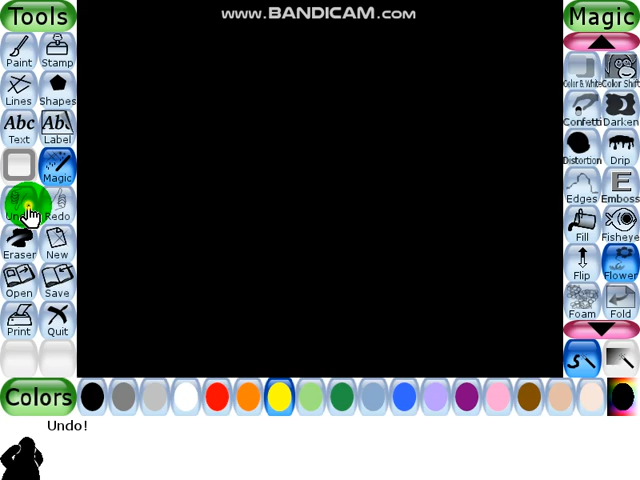 Tools
WWW.BANDICAM.COM
Magic
Paint
Stamp
Color & White
Color Shift
Lines
Shapes
Confetti
Darken
Abc
Text
Abc
Label
Distortion
Drip
Magic
Edges
Emboss
Undo
Redo
Fill
Fisheye
Eraser
New
Flip
Flower
Open
Save
Foam
Fold
Print
Quit
Colors
Undo!